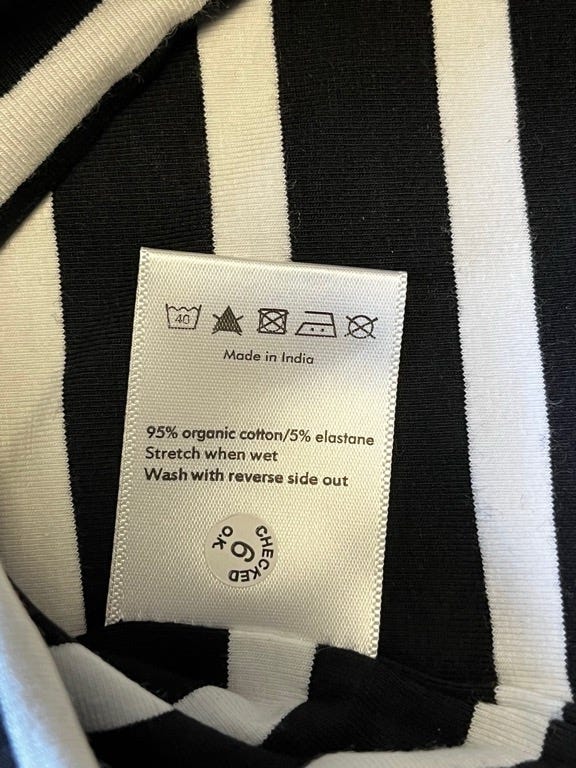 40
Made in India
95% organic cotton/5% elastane
Stretch when wet
Wash with reverse side out
CHECKED
6
O.K